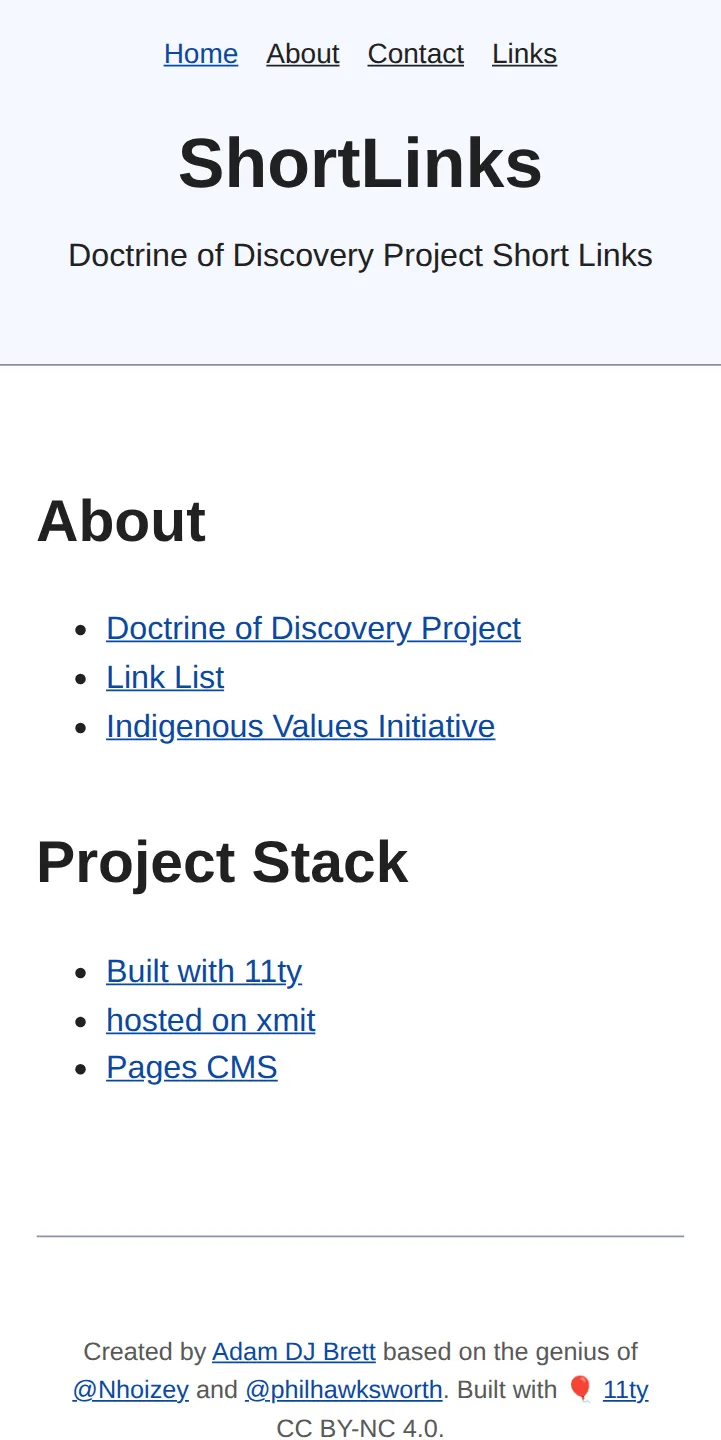 Home About Contact Links
ShortLinks
Doctrine of Discovery Project Short Links
About
Doctrine of Discovery Project
Link List
Indigenous Values Initiative
Project Stack
Built with 11ty
hosted on xmit
Pages CMS
Created by Adam DJ Brett based on the genius of
@Nhoizey and @philhawksworth. Built with 🎈 11ty
CC BY-NC 4.0.